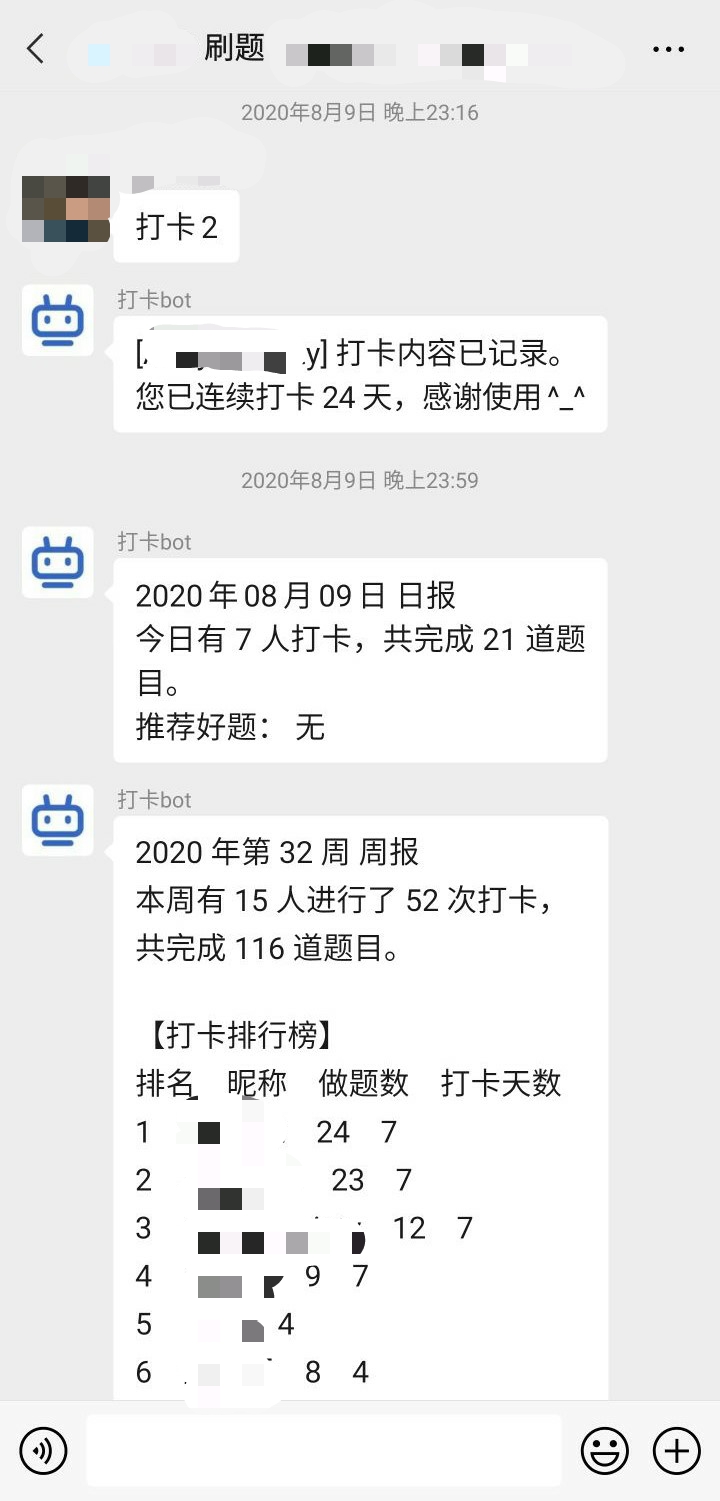 刷题
2020年8月9日 晚上23:16
打卡 2
打卡bot
y] 打卡内容已记录。
您已连续打卡 24 天，感谢使用 ^_^
2020年8月9日 晚上23:59
打卡bot
2020 年 08 月 09 日 日报
今日有 7 人打卡，共完成 21 道题
目。
推荐好题： 无
打卡bot
2020 年第 32 周 周报
本周有 15 人进行了 52 次打卡，
共完成 116 道题目。
【打卡排行榜】
排名 昵称 做题数 打卡天数
1 24 7
2 23 7
3 12 7
4 9 7
5 4
6 8 4